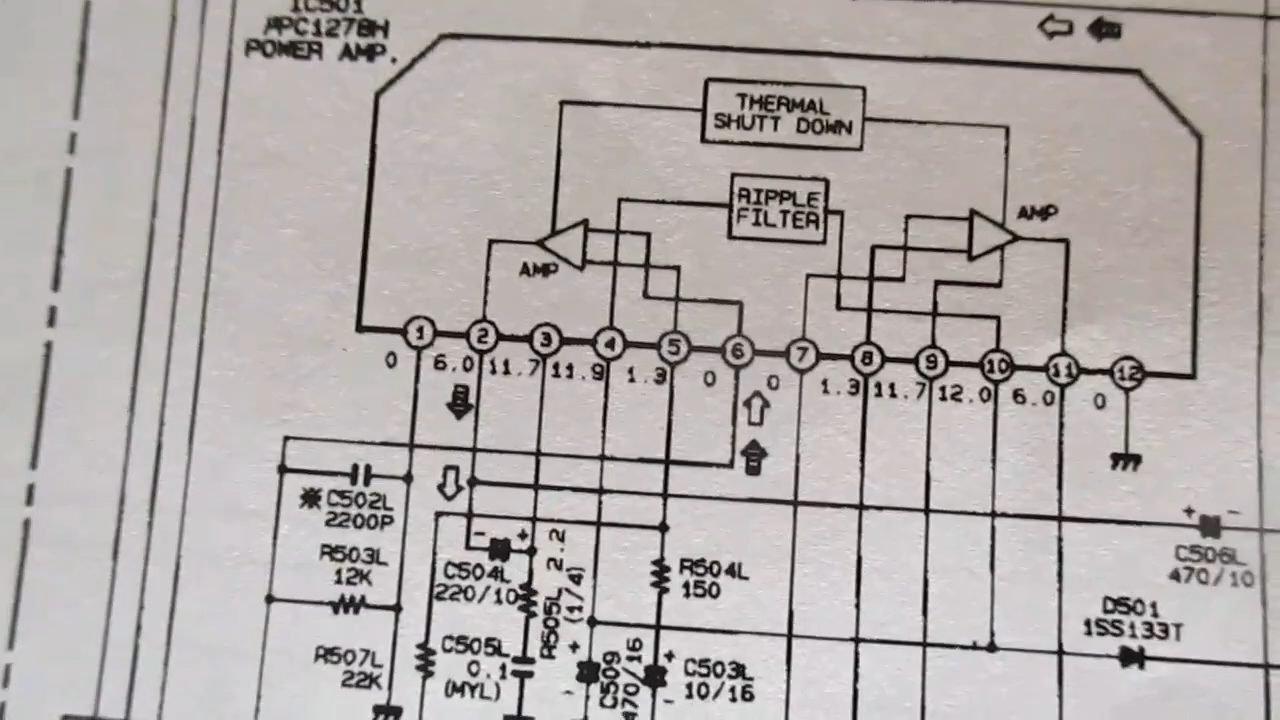 IC501
μPC1278H
POWER AMP.
THERMAL
SHUTT DOWN
RIPPLE
FILTER
AMP
AMP
1 2 3 4 5 6 7 8 9 10 11 12
0 6.0 11.7 11.9 1.3 0 0 1.3 11.7 12.0 6.0 0
※C502L
2200P
R503L
12K
R507L
22K
- +
C504L
220/10
R505L 2.2
(1/4)
C505L
0.1
(MYL)
+
C509
470/16
-
R504L
150
+
C503L
10/16
-
+ -
C506L
470/10
D501
1SS133T